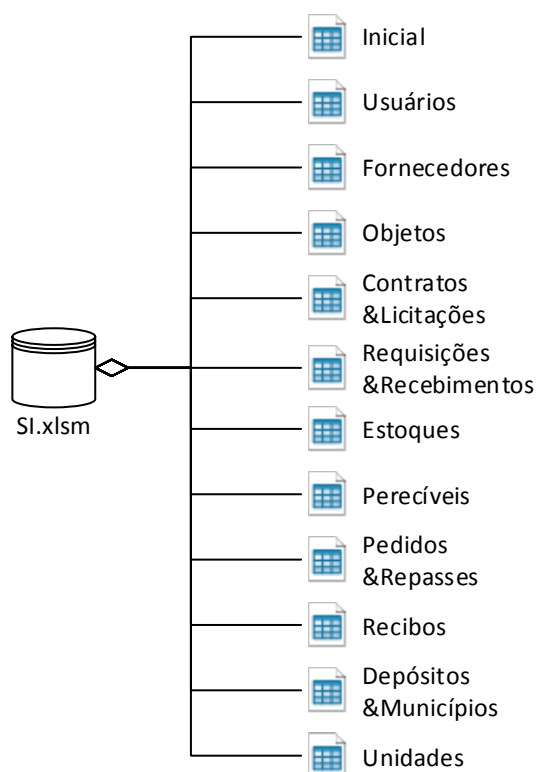 Inicial
Usuários
Fornecedores
Objetos
Contratos
&Licitações
Requisições
&Recebimentos
SI.xlsm
Estoques
Perecíveis
Pedidos
&Repasses
Recibos
Depósitos
&Municípios
Unidades